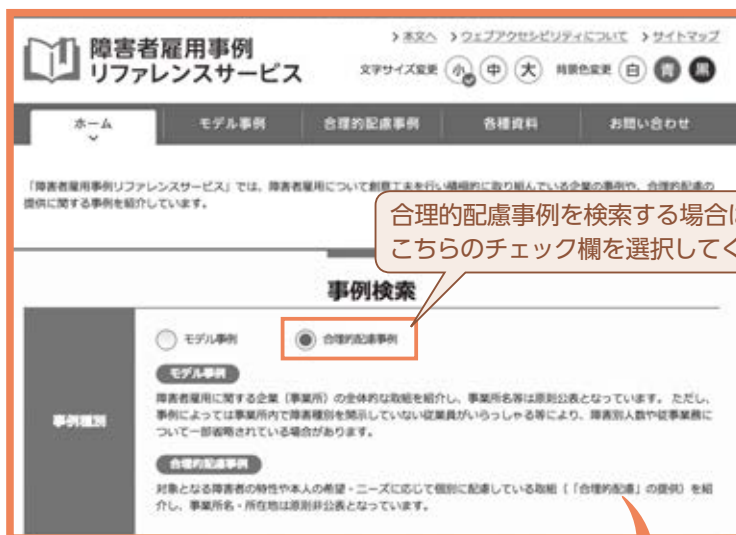 障害者雇用事例
リファレンスサービス
> 本文へ > ウェブアクセシビリティについて > サイトマップ
文字サイズ変更 小 中 大 背景色変更 白 青 黒
ホーム モデル事例 合理的配慮事例 各種資料 お問い合わせ
「障害者雇用事例リファレンスサービス」では、障害者雇用について創意工夫を行い積極的に取り組んでいる企業の事例や、合理的配慮の
提供に関する事例を紹介しています。
合理的配慮事例を検索する場合は
こちらのチェック欄を選択してく
事例検索
事例種別
モデル事例 合理的配慮事例
モデル事例
障害者雇用に関する企業（事業所）の全体的な取組を紹介し、事業所名等は原則公表となっています。ただし、
事例によっては事業所内で障害種別を開示していない従業員がいらっしゃる等により、障害別人数や従事業務に
ついて一部省略されている場合があります。
合理的配慮事例
対象となる障害者の特性や本人の希望・ニーズに応じて個別に配慮している取組（「合理的配慮」の提供）を紹
介し、事業所名・所在地は原則非公表となっています。